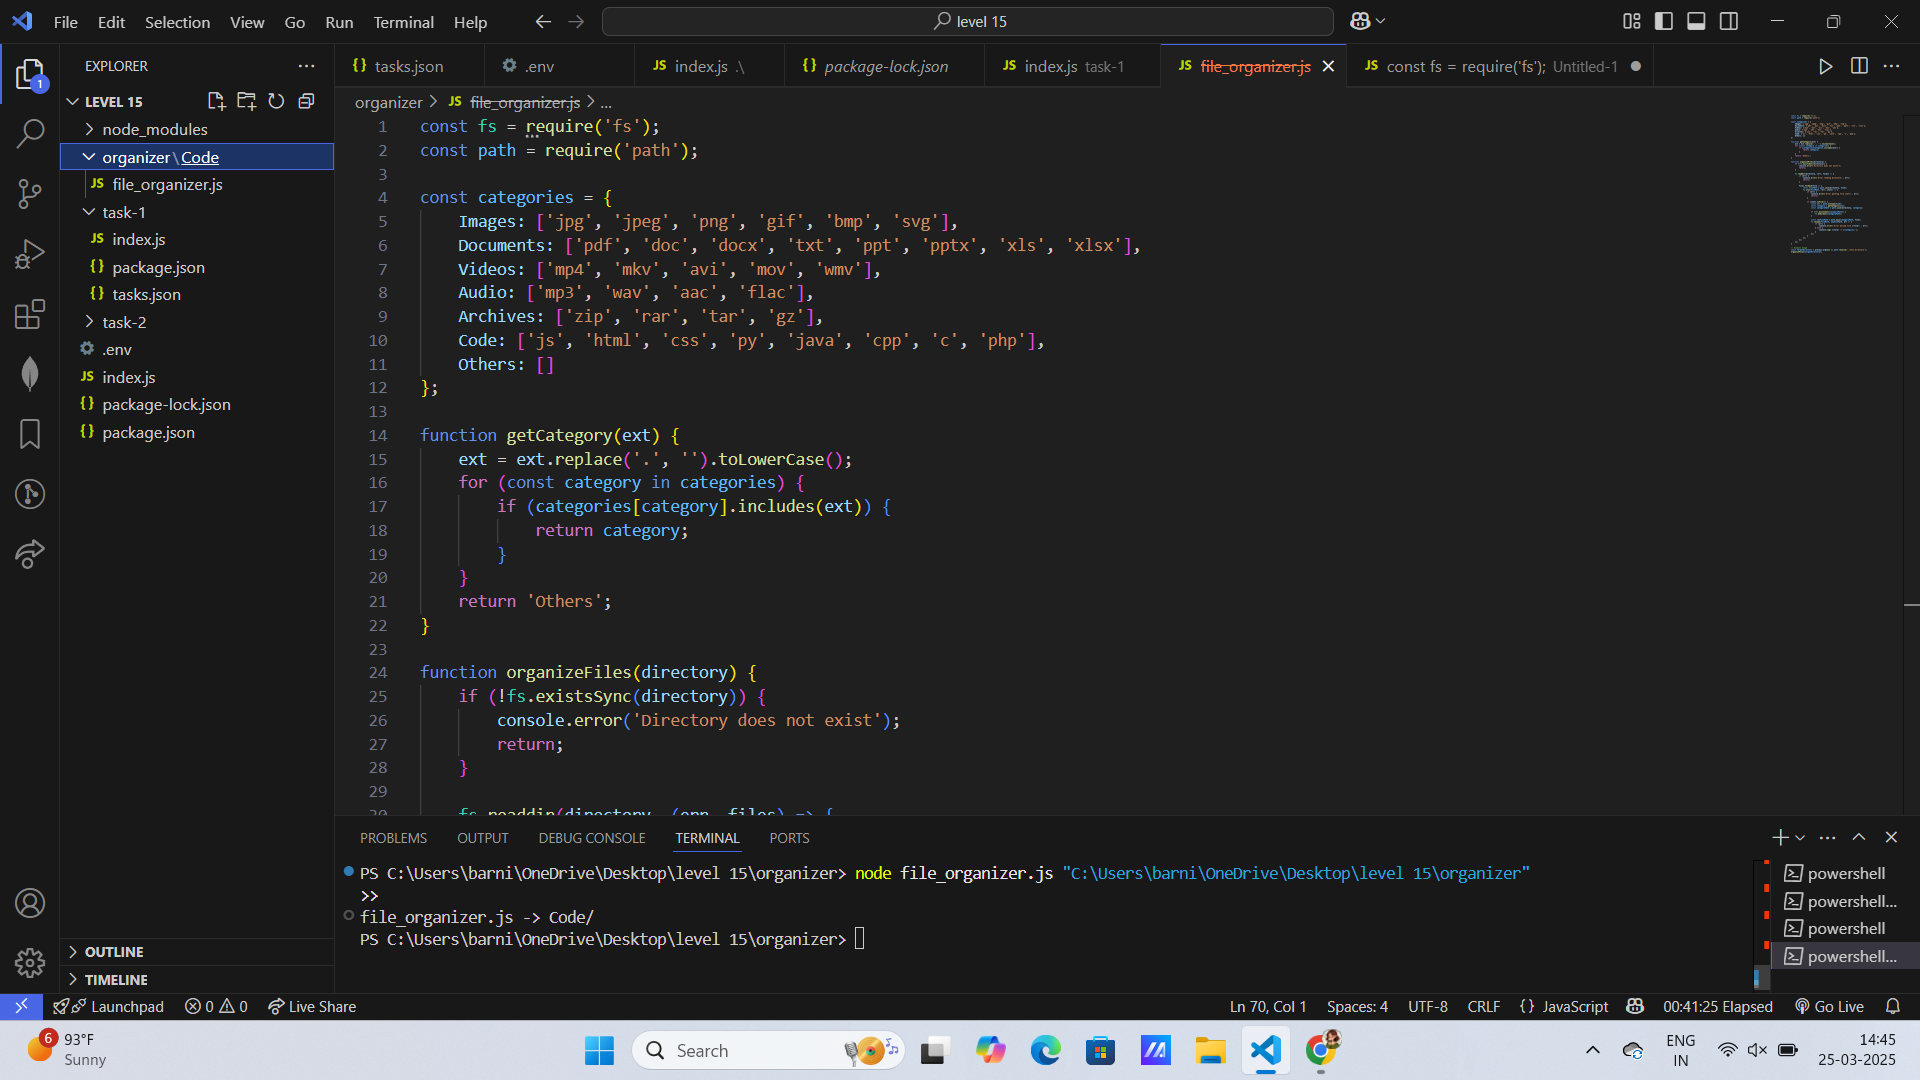 File Edit Selection View Go Run Terminal Help
level 15
EXPLORER
LEVEL 15
node_modules
organizer\Code
JS file_organizer.js
task-1
JS index.js
{} package.json
{} tasks.json
task-2
.env
JS index.js
{} package-lock.json
{} package.json
OUTLINE
TIMELINE
1
{} tasks.json
.env
JS index.js .\
{} package-lock.json
JS index.js task-1
JS file_organizer.js
JS const fs = require('fs'); Untitled-1
organizer > JS file_organizer.js > ...
1 const fs = require('fs');
2 const path = require('path');
3
4 const categories = {
5 Images: ['jpg', 'jpeg', 'png', 'gif', 'bmp', 'svg'],
6 Documents: ['pdf', 'doc', 'docx', 'txt', 'ppt', 'pptx', 'xls', 'xlsx'],
7 Videos: ['mp4', 'mkv', 'avi', 'mov', 'wmv'],
8 Audio: ['mp3', 'wav', 'aac', 'flac'],
9 Archives: ['zip', 'rar', 'tar', 'gz'],
10 Code: ['js', 'html', 'css', 'py', 'java', 'cpp', 'c', 'php'],
11 Others: []
12 };
13
14 function getCategory(ext) {
15 ext = ext.replace('.', '').toLowerCase();
16 for (const category in categories) {
17 if (categories[category].includes(ext)) {
18 return category;
19 }
20 }
21 return 'Others';
22 }
23
24 function organizeFiles(directory) {
25 if (!fs.existsSync(directory)) {
26 console.error('Directory does not exist');
27 return;
28 }
29
30 fs.readdir(directory, (err, files) => {
PROBLEMS OUTPUT DEBUG CONSOLE TERMINAL PORTS
PS C:\Users\barni\OneDrive\Desktop\level 15\organizer> node file_organizer.js "C:\Users\barni\OneDrive\Desktop\level 15\organizer"
>>
file_organizer.js -> Code/
PS C:\Users\barni\OneDrive\Desktop\level 15\organizer>
powershell
powershell...
powershell
powershell...
Launchpad 0 0 Live Share
Ln 70, Col 1 Spaces: 4 UTF-8 CRLF {} JavaScript 00:41:25 Elapsed Go Live
6
93°F
Sunny
Search
ENG
IN
14:45
25-03-2025